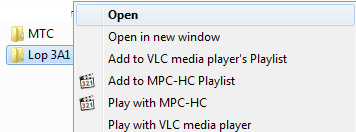 Open
MTC
Open in new window
Lop 3A1
Add to VLC media player's Playlist
Add to MPC-HC Playlist
Play with MPC-HC
Play with VLC media player